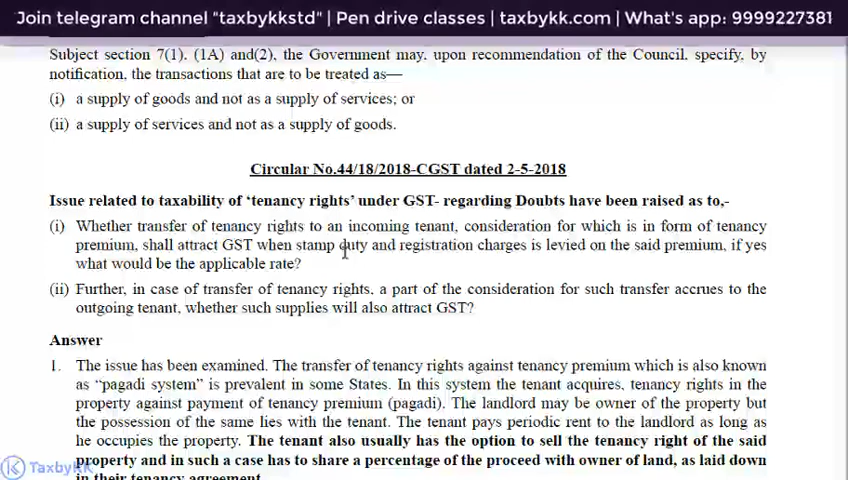 Join telegram channel "taxbykkstd" | Pen drive classes | taxbykk.com | What's app: 9999227381
Subject section 7(1). (1A) and(2), the Government may, upon recommendation of the Council, specify, by
notification, the transactions that are to be treated as—
(i) a supply of goods and not as a supply of services; or
(ii) a supply of services and not as a supply of goods.
Circular No.44/18/2018-CGST dated 2-5-2018
Issue related to taxability of ‘tenancy rights’ under GST- regarding Doubts have been raised as to,-
(i) Whether transfer of tenancy rights to an incoming tenant, consideration for which is in form of tenancy
premium, shall attract GST when stamp duty and registration charges is levied on the said premium, if yes
what would be the applicable rate?
(ii) Further, in case of transfer of tenancy rights, a part of the consideration for such transfer accrues to the
outgoing tenant, whether such supplies will also attract GST?
Answer
1. The issue has been examined. The transfer of tenancy rights against tenancy premium which is also known
as “pagadi system” is prevalent in some States. In this system the tenant acquires, tenancy rights in the
property against payment of tenancy premium (pagadi). The landlord may be owner of the property but
the possession of the same lies with the tenant. The tenant pays periodic rent to the landlord as long as
he occupies the property. The tenant also usually has the option to sell the tenancy right of the said
property and in such a case has to share a percentage of the proceed with owner of land, as laid down
in their tenancy agreement.
TaxbyKK